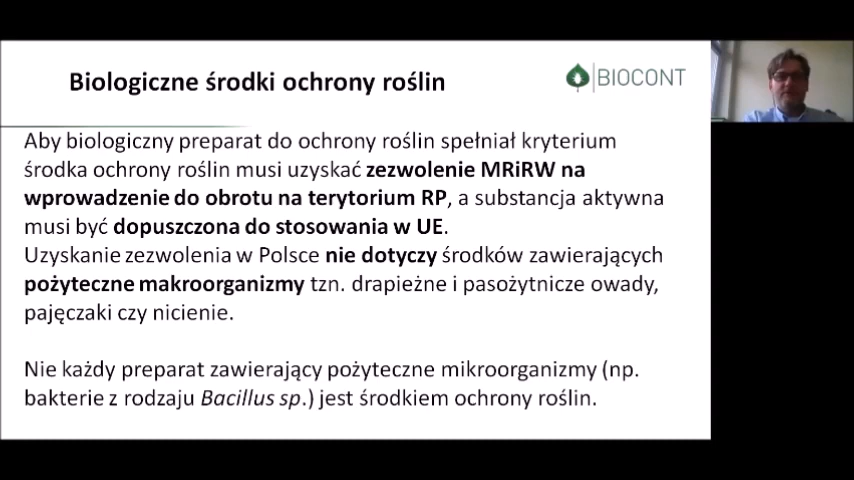 Biologiczne środki ochrony roślin
BIOCONT
Aby biologiczny preparat do ochrony roślin spełniał kryterium
środka ochrony roślin musi uzyskać zezwolenie MRiRW na
wprowadzenie do obrotu na terytorium RP, a substancja aktywna
musi być dopuszczona do stosowania w UE.
Uzyskanie zezwolenia w Polsce nie dotyczy środków zawierających
pożyteczne makroorganizmy tzn. drapieżne i pasożytnicze owady,
pajęczaki czy nicienie.
Nie każdy preparat zawierający pożyteczne mikroorganizmy (np.
bakterie z rodzaju Bacillus sp.) jest środkiem ochrony roślin.